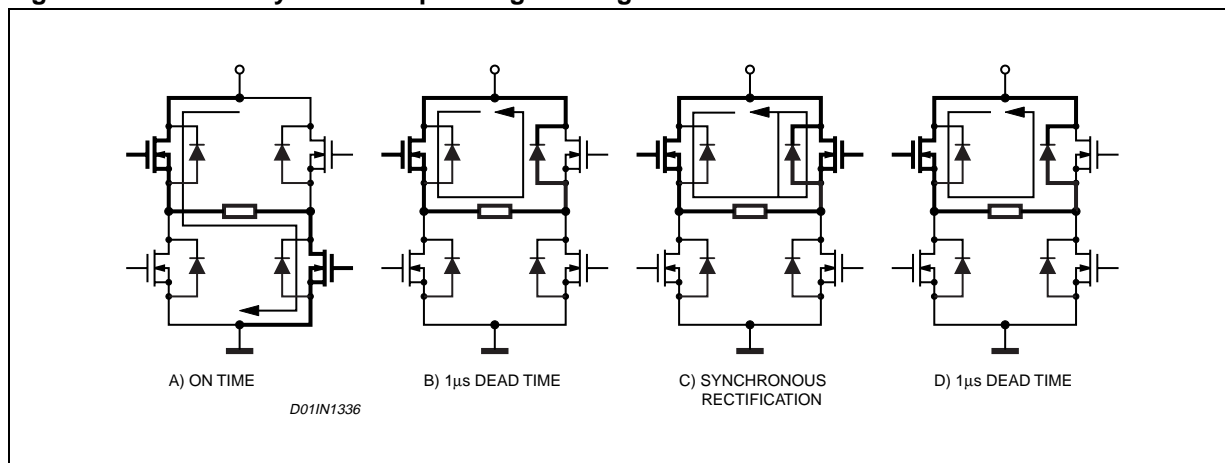 A) ON TIME
B) 1μs DEAD TIME
C) SYNCHRONOUS
RECTIFICATION
D) 1μs DEAD TIME
D01IN1336